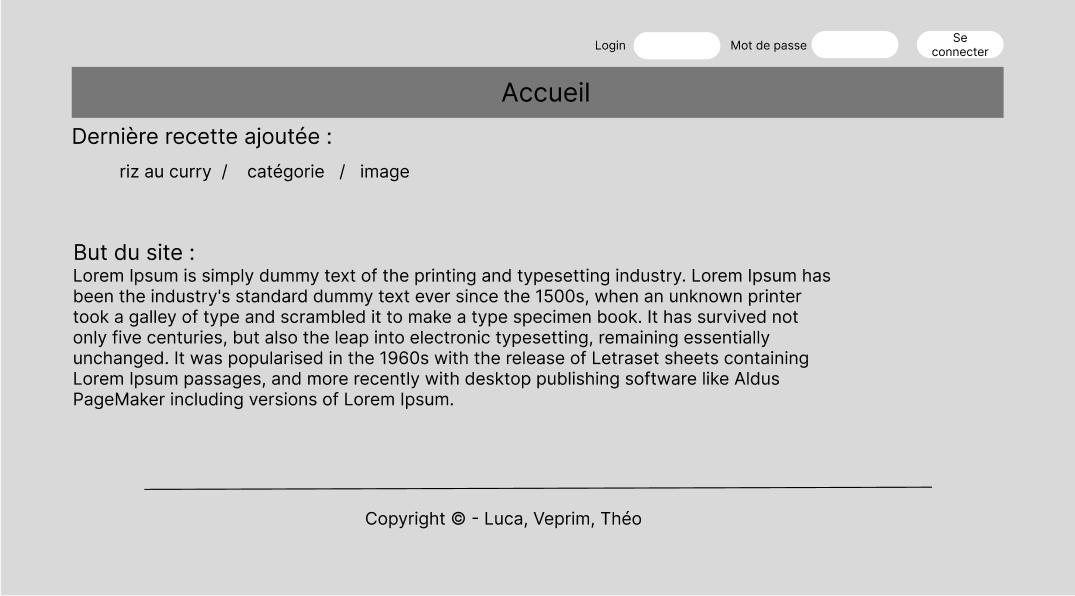 Login Mot de passe Se connecter
Accueil
Dernière recette ajoutée :
riz au curry / catégorie / image
But du site :
Lorem Ipsum is simply dummy text of the printing and typesetting industry. Lorem Ipsum has
been the industry's standard dummy text ever since the 1500s, when an unknown printer
took a galley of type and scrambled it to make a type specimen book. It has survived not
only five centuries, but also the leap into electronic typesetting, remaining essentially
unchanged. It was popularised in the 1960s with the release of Letraset sheets containing
Lorem Ipsum passages, and more recently with desktop publishing software like Aldus
PageMaker including versions of Lorem Ipsum.
Copyright © - Luca, Veprim, Théo